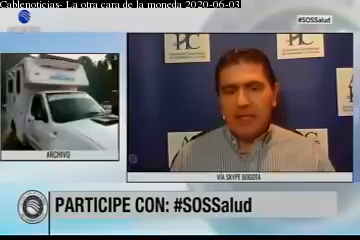 Cablenoticias- La otra cara de la moneda 2020-06-03
#SOSSalud
ARCHIVO
VÍA SKYPE BOGOTÁ
PARTICIPE CON: #SOSSalud